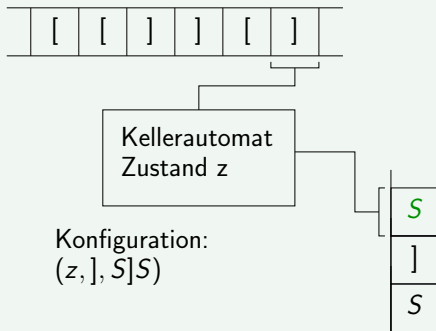 [ [ ] ] [ ]
Kellerautomat
Zustand z
S
]
S
Konfiguration:
(z, ], S]S)